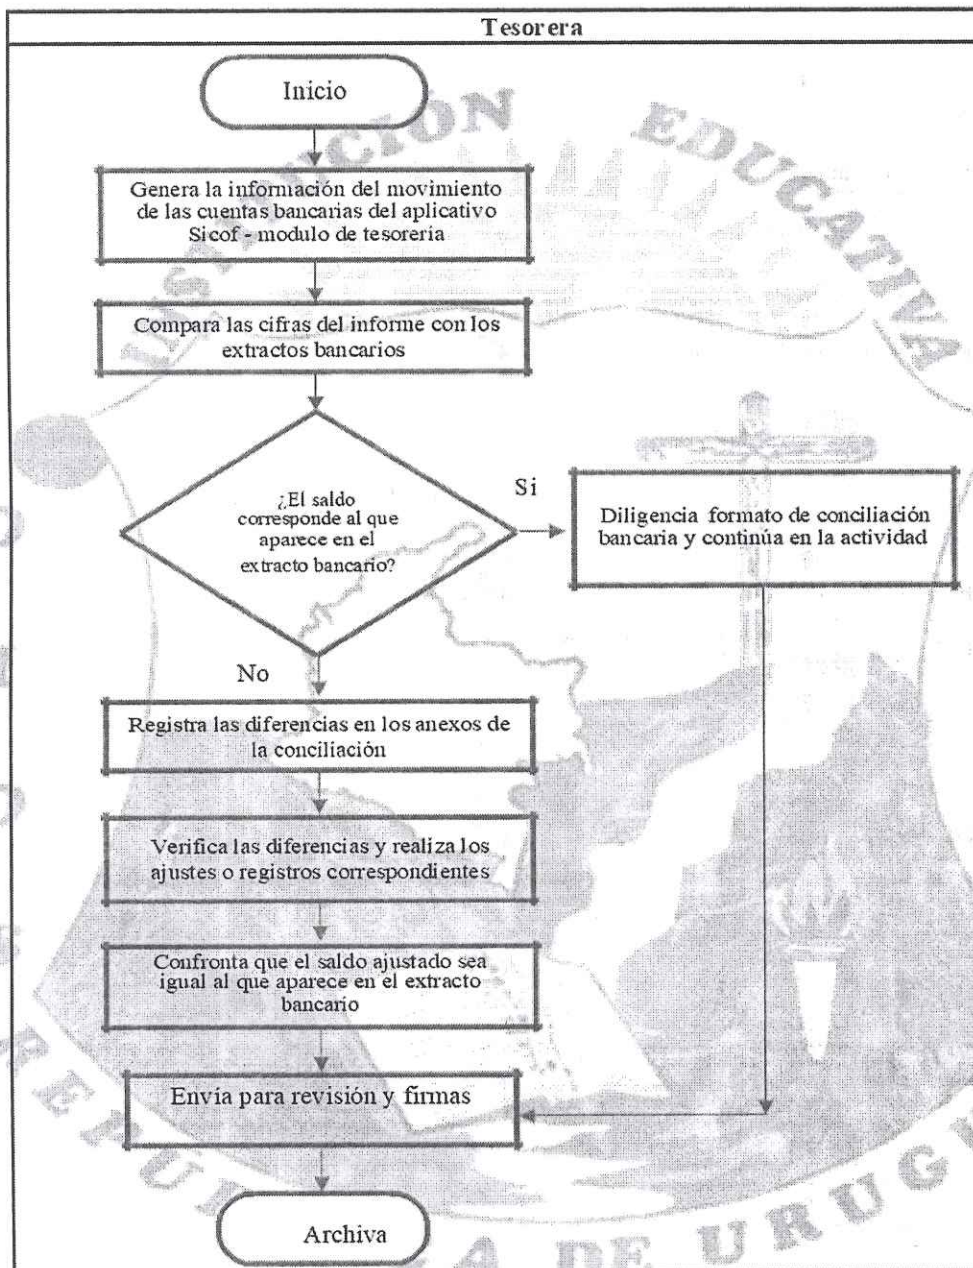 Tesorera
Inicio
Genera la información del movimiento
de las cuentas bancarias del aplicativo
Sicof - modulo de tesoreria
Compara las cifras del informe con los
extractos bancarios
¿El saldo
corresponde al que
aparece en el
extracto bancario?
Si
Diligencia formato de conciliación
bancaria y continúa en la actividad
No
Registra las diferencias en los anexos de
la conciliación
Verifica las diferencias y realiza los
ajustes o registros correspondientes
Confronta que el saldo ajustado sea
igual al que aparece en el extracto
bancario
Envía para revisión y firmas
Archiva
INSTITUCIÓN EDUCATIVA
DE